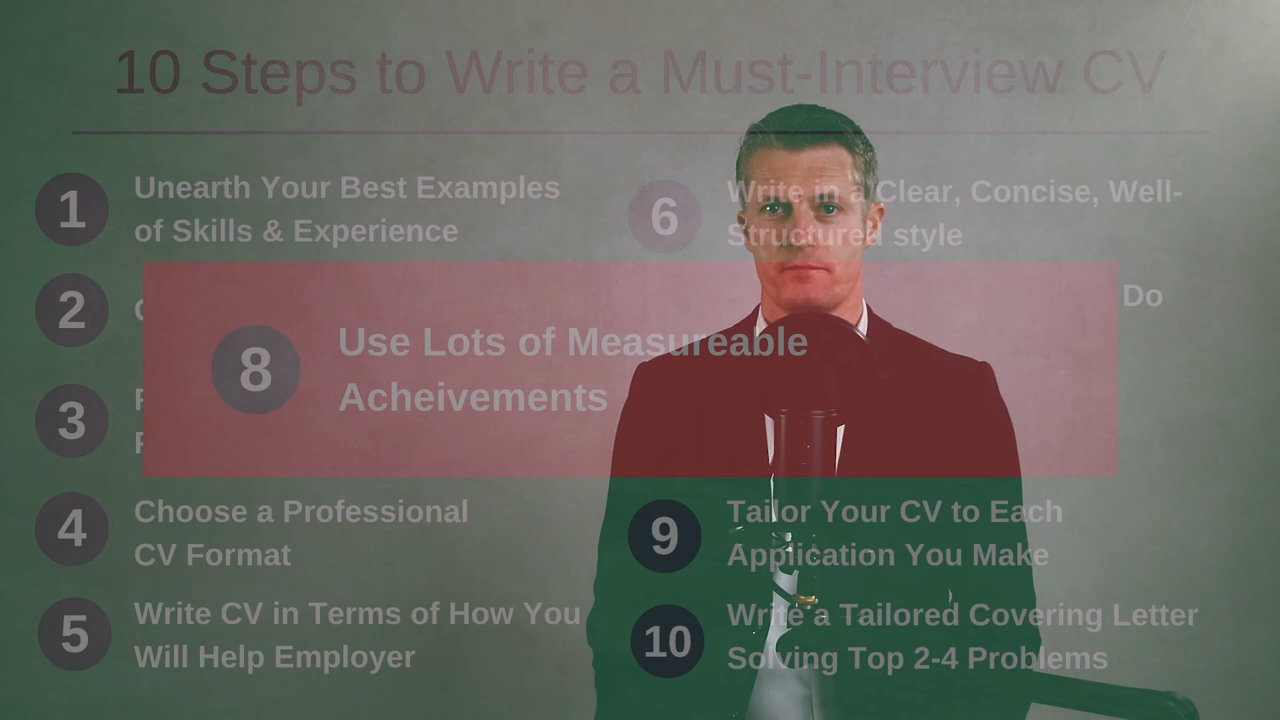 10 Steps to Write a Must-Interview CV
1 Unearth Your Best Examples
of Skills & Experience
2
3
4 Choose a Professional
CV Format
5 Write CV in Terms of How You
Will Help Employer
6 Write Clear, Concise, Well-
Structured style
Do
8 Use Lots of Measureable
Acheivements
9 Tailor Your CV to Each
Application You Make
10 Write a Tailored Covering Letter
Solving Top 2-4 Problems